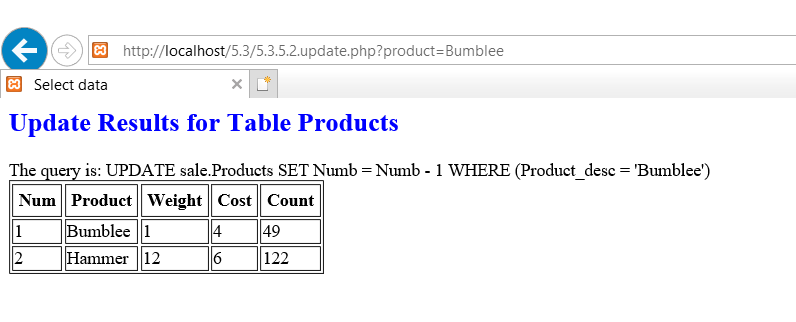 http://localhost/5.3/5.3.5.2.update.php?product=Bumblee
Select data
Update Results for Table Products
The query is: UPDATE sale.Products SET Numb = Numb - 1 WHERE (Product_desc = 'Bumblee')
Num Product Weight Cost Count
1 Bumblee 1 4 49
2 Hammer 12 6 122